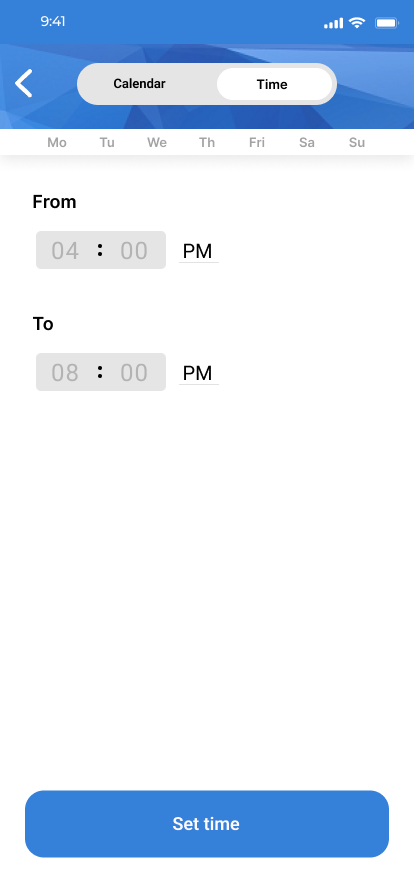 9:41
Calendar Time
Mo Tu We Th Fri Sa Su
From
04 : 00 PM
To
08 : 00 PM
Set time